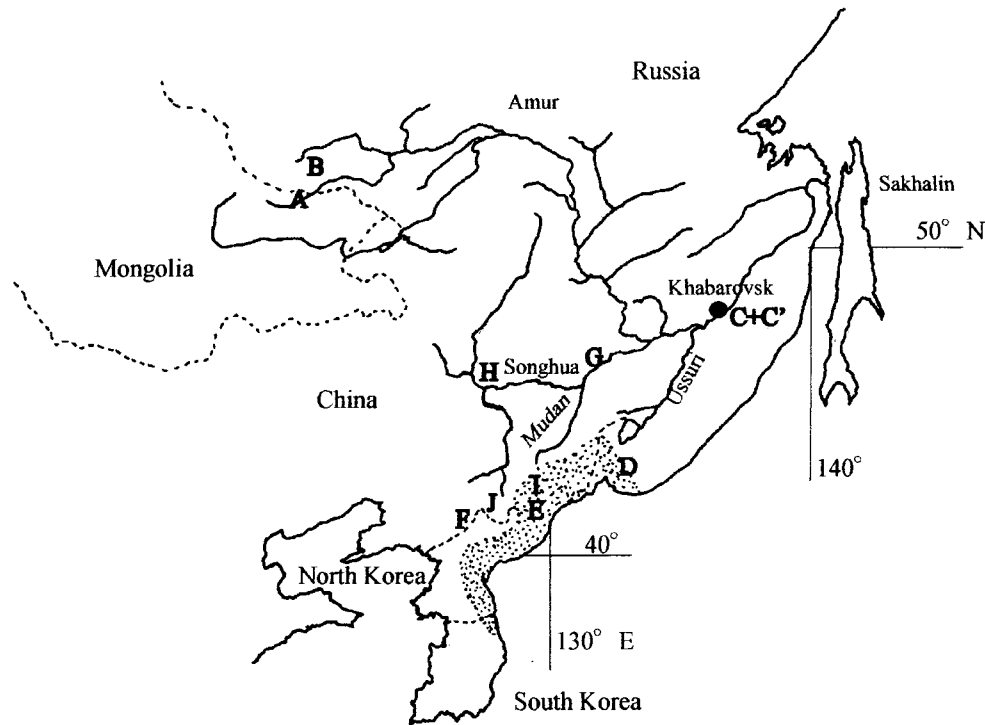 Russia
Amur
B
A
Sakhalin
50° N
Mongolia
Khabarovsk
C+C'
H
Songhua
G
China
Mudan
Ussuri
D
140°
I
J
E
F
40°
North Korea
130° E
South Korea